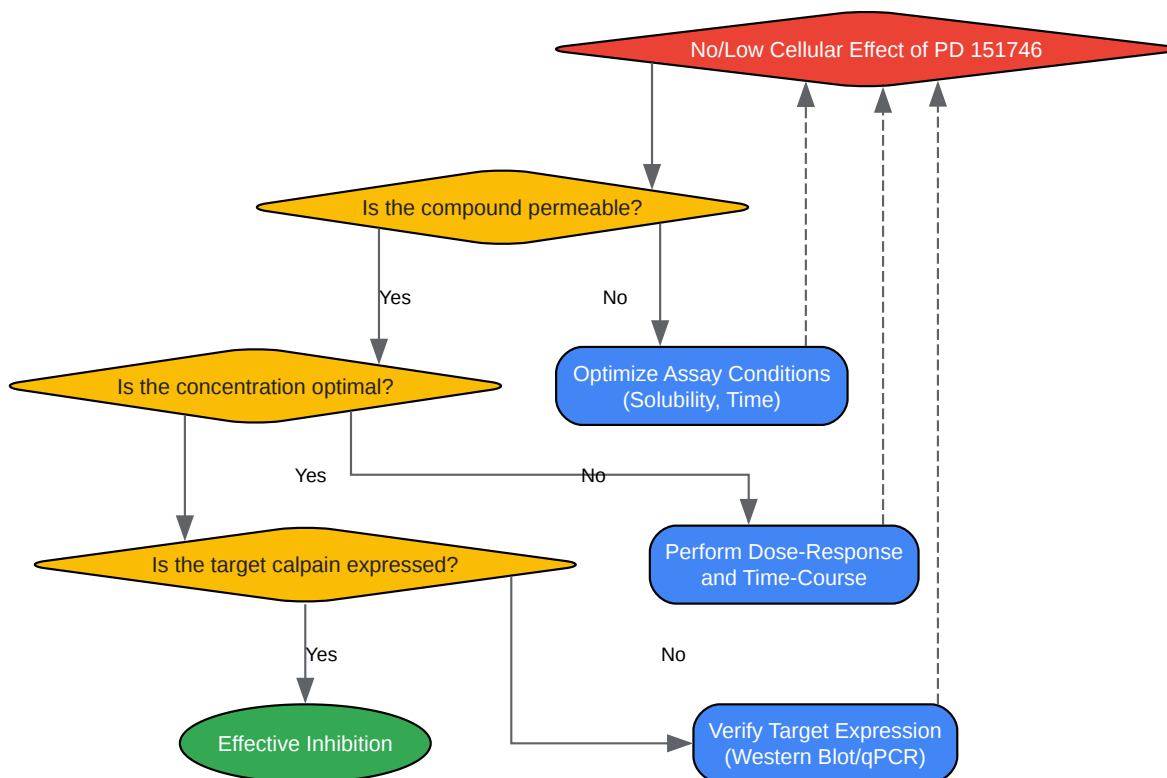 No/Low Cellular Effect of PD 151746
Is the compound permeable?
Yes
No
Optimize Assay Conditions
(Solubility, Time)
Is the concentration optimal?
Yes
No
Perform Dose-Response
and Time-Course
Is the target calpain expressed?
Yes
No
Effective Inhibition
Verify Target Expression
(Western Blot/qPCR)